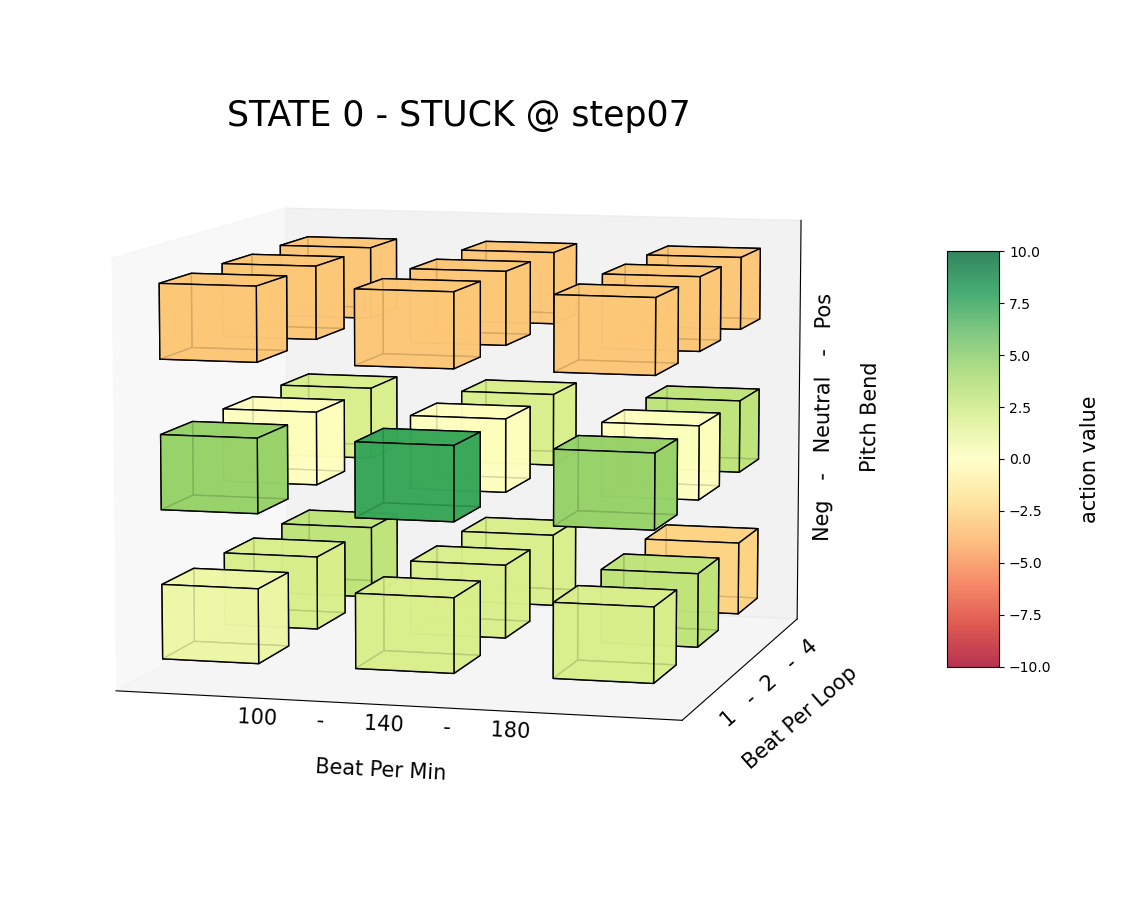 STATE 0 - STUCK @ step07
Neg - Neutral - Pos
Pitch Bend
100 - 140 - 180
Beat Per Min
1 - 2 - 4
Beat Per Loop
10.0
7.5
5.0
2.5
0.0
−2.5
−5.0
−7.5
−10.0
action value